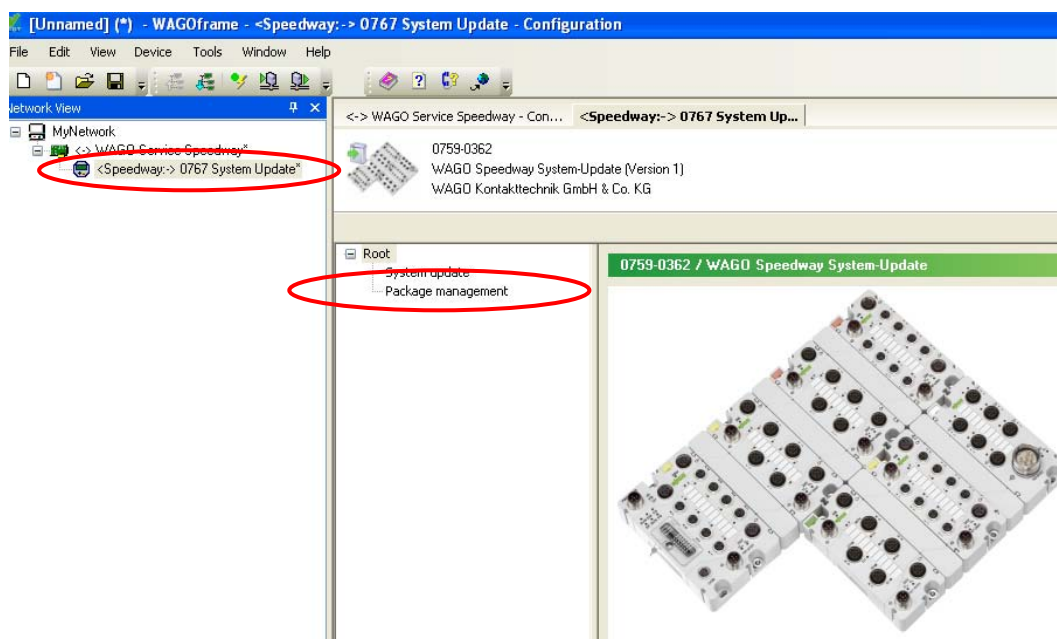 [Unnamed] (*) - WAGOframe - <Speedway:-> 0767 System Update - Configuration
File Edit View Device Tools Window Help
Network View
MyNetwork
<-> WAGO Service Speedway*
<Speedway:-> 0767 System Update*
<-> WAGO Service Speedway - Con... <Speedway:-> 0767 System Up...
0759-0362
WAGO Speedway System-Update (Version 1)
WAGO Kontakttechnik GmbH & Co. KG
Root
System update
Package management
0759-0362 / WAGO Speedway System-Update